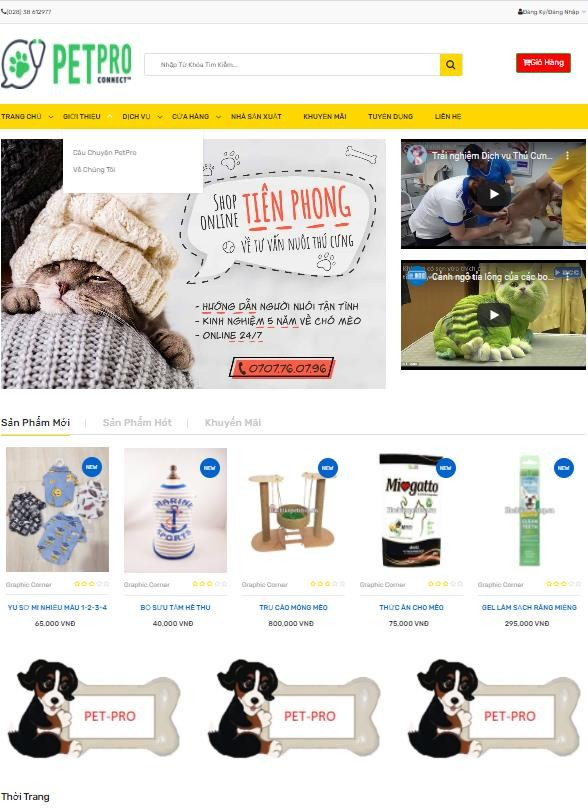 (028) 38 612977
Đăng Ký/Đăng Nhập
PETPRO
CONNECT™
Nhập Từ Khóa Tìm Kiếm...
Giỏ Hàng
TRANG CHỦ
GIỚI THIỆU
DỊCH VỤ
CỬA HÀNG
NHÀ SẢN XUẤT
KHUYẾN MÃI
TUYỂN DỤNG
LIÊN HỆ
Câu Chuyện PetPro
Về Chúng Tôi
SHOP ONLINE
TIÊN PHONG
VỀ TƯ VẤN NUÔI THÚ CƯNG
- HƯỚNG DẪN NGƯỜI NUÔI TẬN TÌNH
- KINH NGHIỆM 5 NĂM VỀ CHÓ MÈO
- ONLINE 24/7
0707.76.07.96
Trải nghiệm Dịch vụ Thú Cưn...
BCC
Cảnh ngộ tỉa lông của các bo...
Sản Phẩm Mới
Sản Phẩm Hót
Khuyến Mãi
NEW
NEW
NEW
NEW
NEW
MARINE
SPORTS
Miogatto
CLEAN
TEETH
Graphic Corner
Graphic Corner
Graphic Corner
Graphic Corner
Graphic Corner
YU SƠ MI NHIỀU MÀU 1-2-3-4
BỘ SƯU TẦM HÈ THU
TRỤ CÀO MÓNG MÈO
THỨC ĂN CHO MÈO
GEL LÀM SẠCH RĂNG MIỆNG
65,000 VNĐ
40,000 VNĐ
800,000 VNĐ
75,000 VNĐ
295,000 VNĐ
PET-PRO
PET-PRO
PET-PRO
Thời Trang